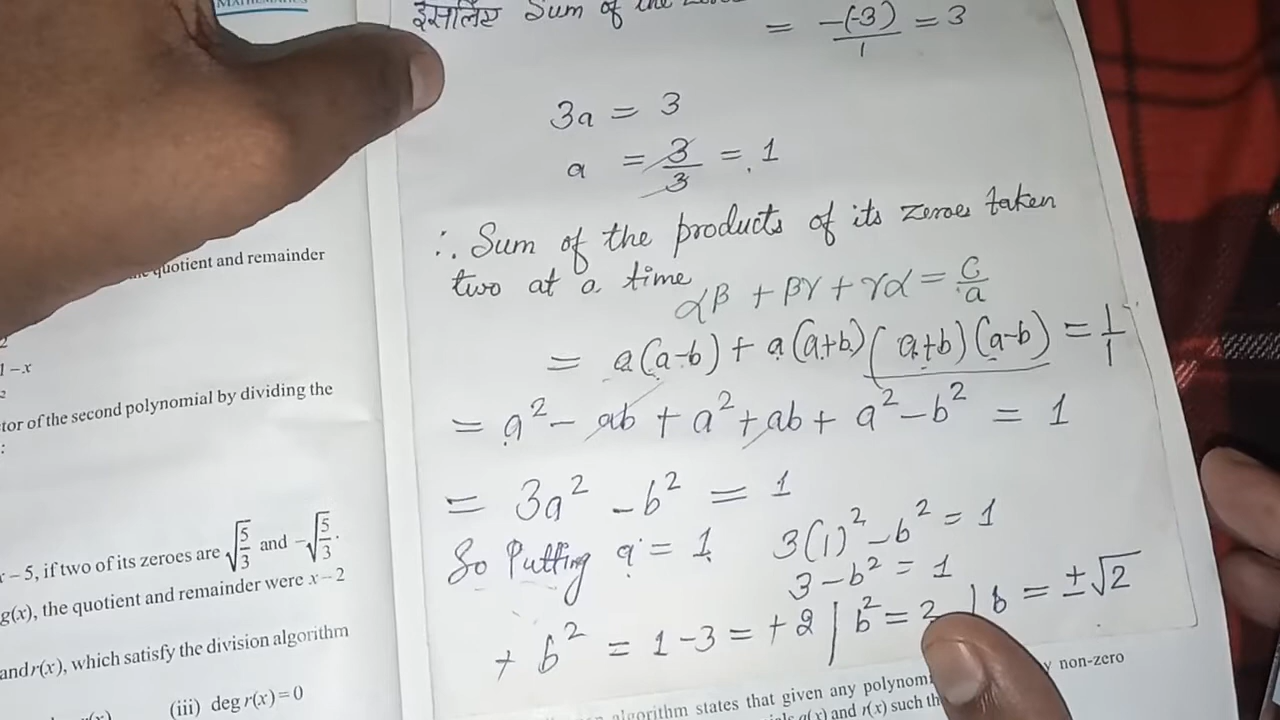 MATHEMATICS
इसलिए Sum of the
= -(-3)/1 = 3
3a = 3
a = 3/3 = 1
∴ Sum of the products of its zeroes taken
two at a time
αβ + βγ + γα = c/a
= a(a-b) + a(a+b) (a+b)(a-b) = 1/1
= a² - ab + a² + ab + a² - b² = 1
= 3a² - b² = 1
So Putting a = 1 3(1)² - b² = 1
3 - b² = 1
+ b² = 1 - 3 = + 2 | b² = 2 | b = ±√2
quotient and remainder
1 – x
tor of the second polynomial by dividing the
:
x – 5, if two of its zeroes are √5/3 and –√5/3.
g(x), the quotient and remainder were x – 2
and r(x), which satisfy the division algorithm
(iii) deg r(x) = 0
algorithm states that given any polynom
non-zero
and r(x) such th